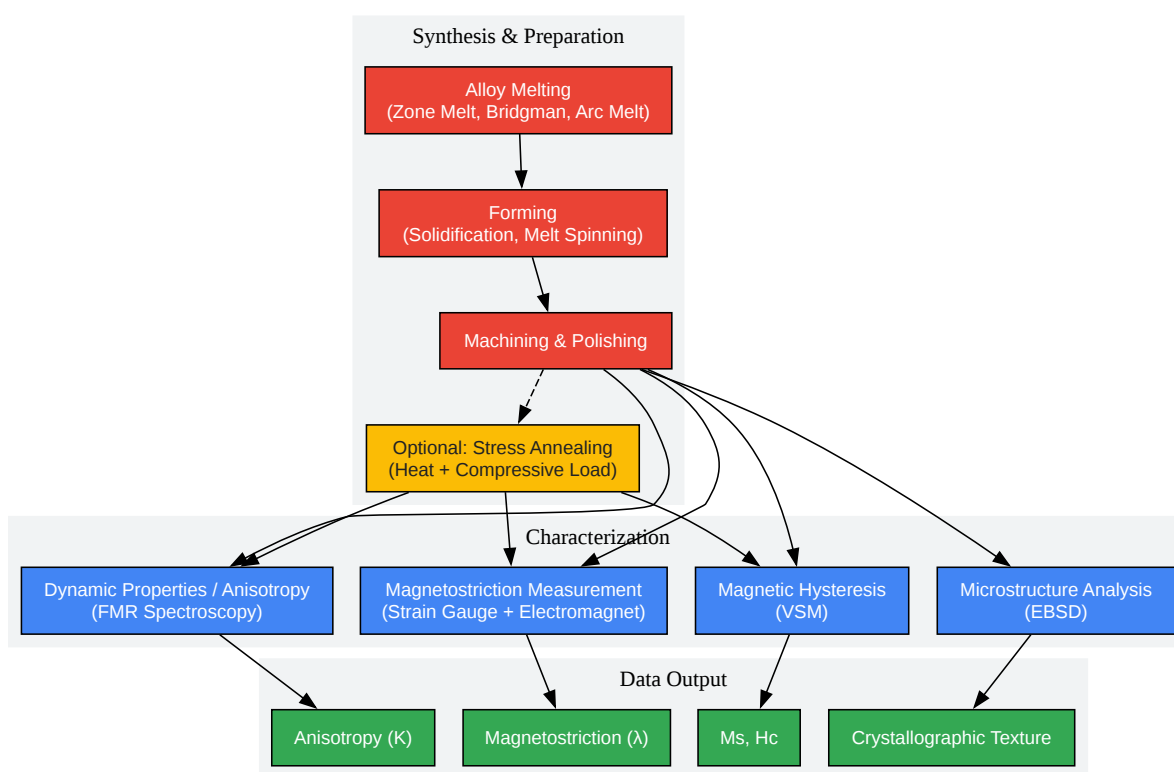 Synthesis & Preparation
Alloy Melting
(Zone Melt, Bridgman, Arc Melt)
Forming
(Solidification, Melt Spinning)
Machining & Polishing
Optional: Stress Annealing
(Heat + Compressive Load)
Characterization
Dynamic Properties / Anisotropy
(FMR Spectroscopy)
Magnetostriction Measurement
(Strain Gauge + Electromagnet)
Magnetic Hysteresis
(VSM)
Microstructure Analysis
(EBSD)
Data Output
Anisotropy (K)
Magnetostriction (λ)
Ms, Hc
Crystallographic Texture